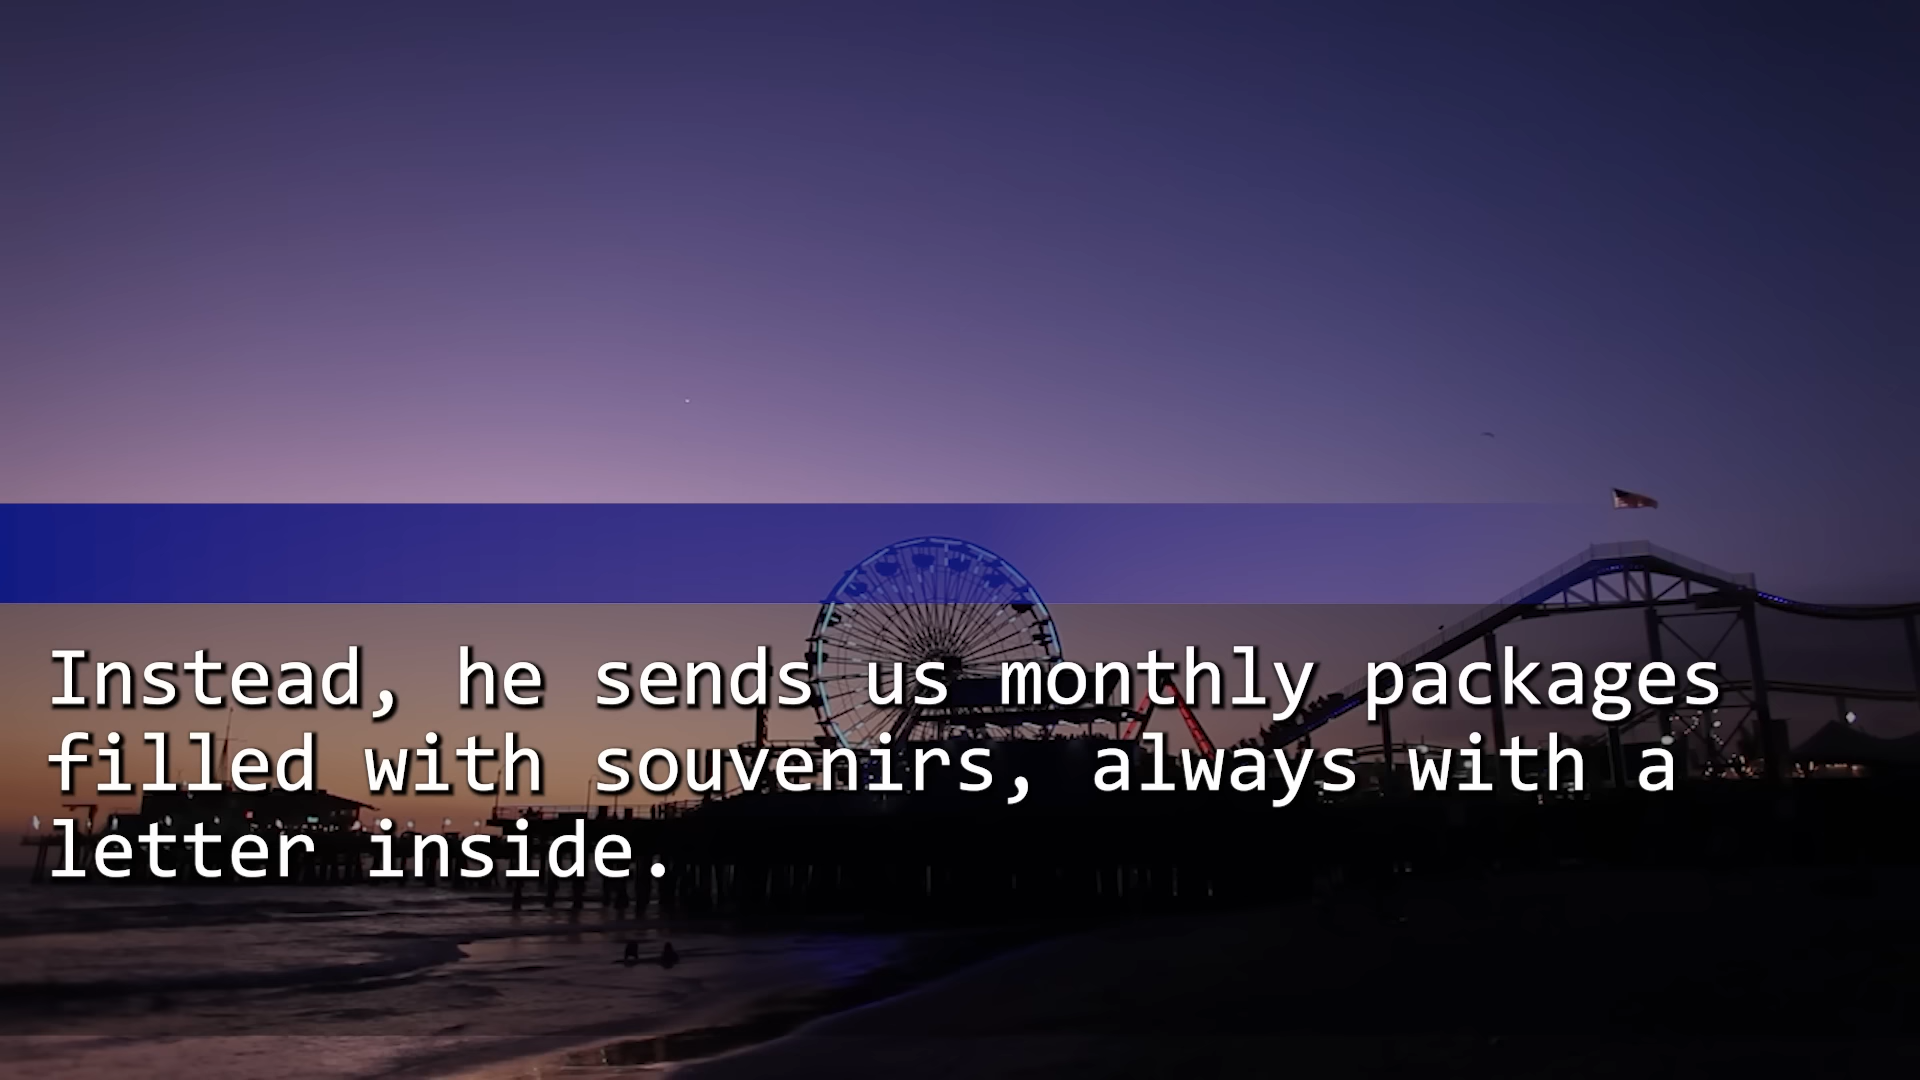 Instead, he sends us monthly packages
filled with souvenirs, always with a
letter inside.